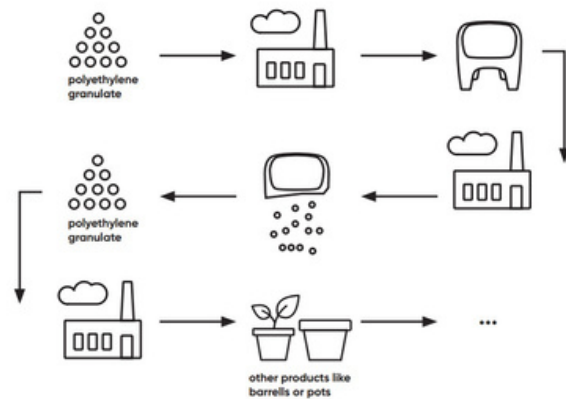 polyethylene
granulate
polyethylene
granulate
...
other products like
barrells or pots